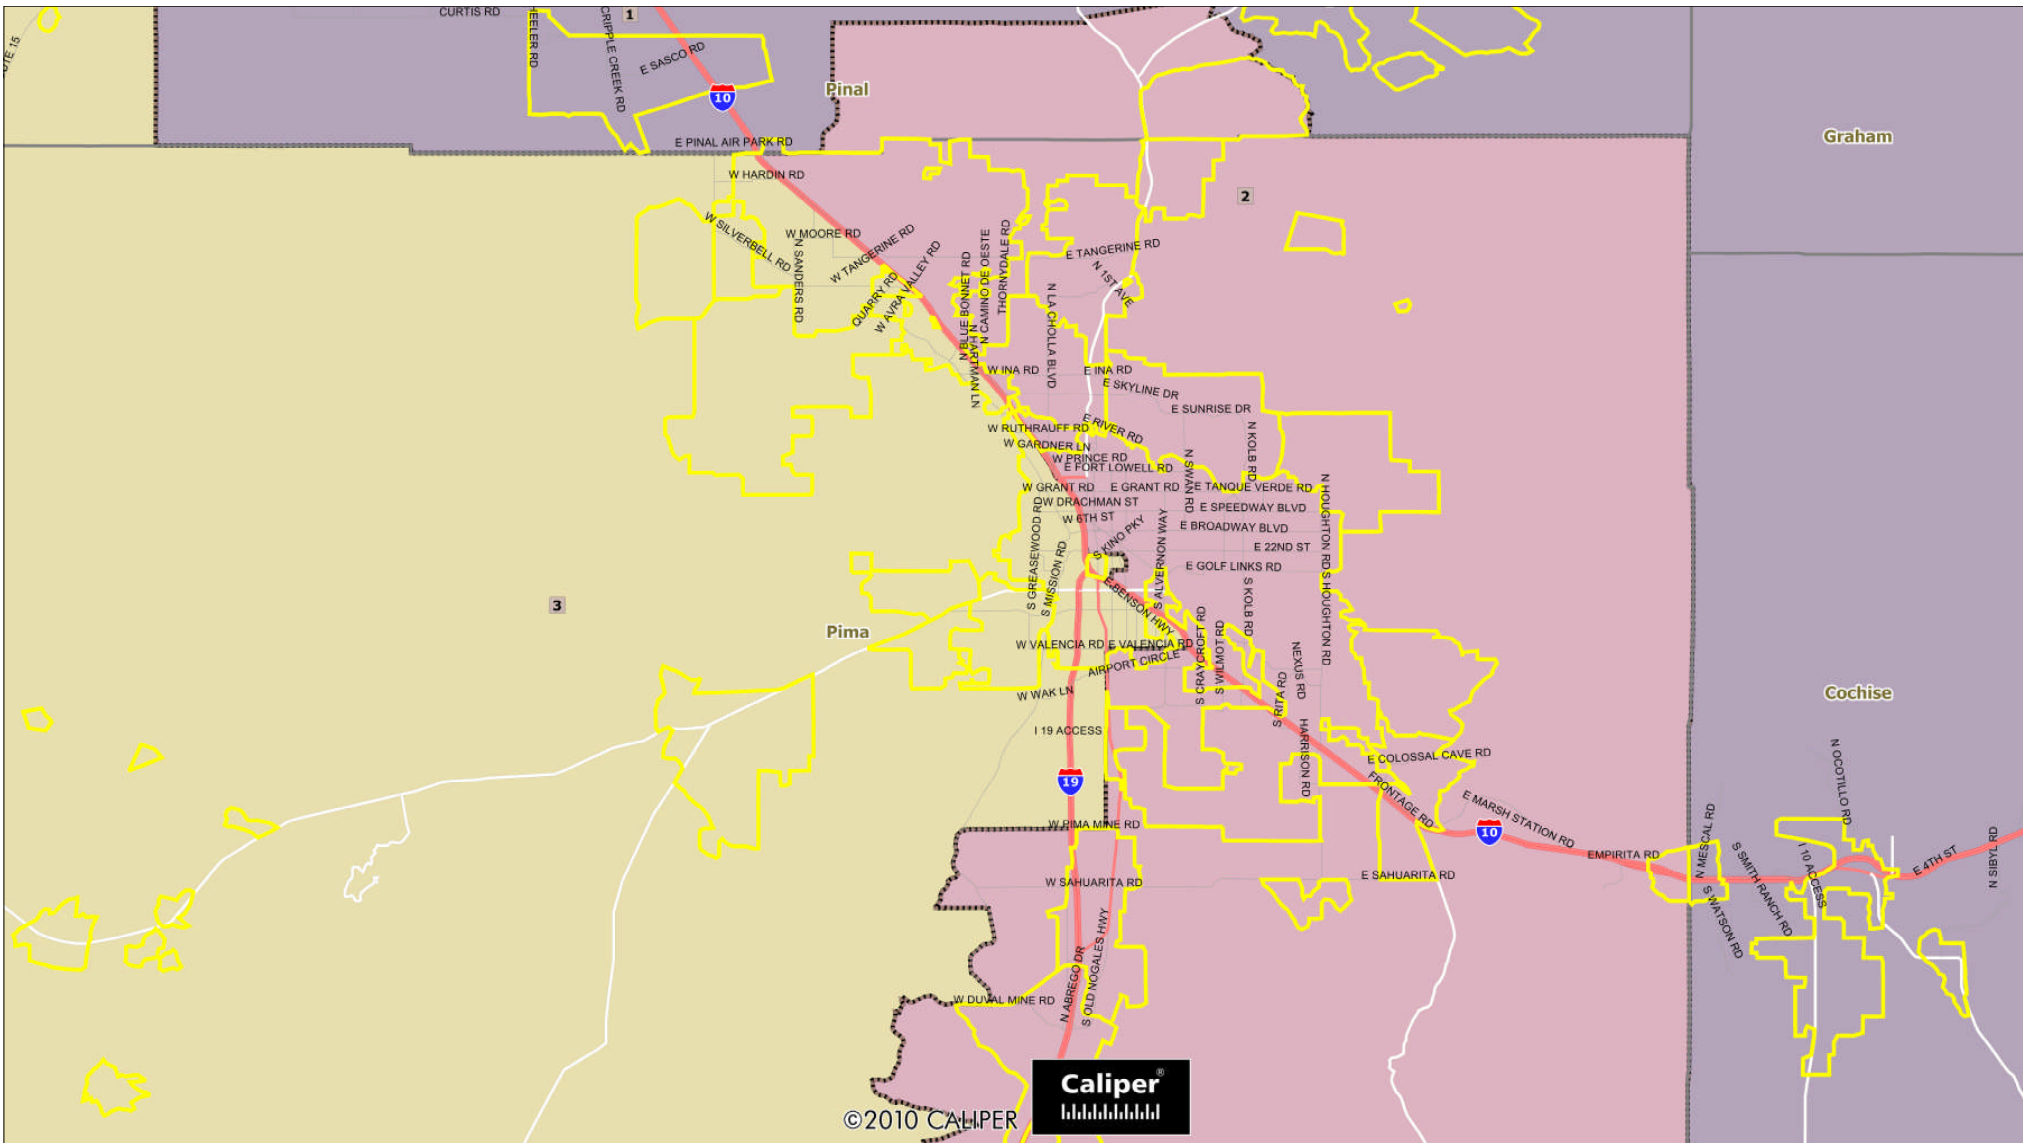 CURTIS RD
1
HEELER RD
CRIPPLE CREEK RD
E SASCO RD
10
Pinal
UTE 15
Graham
E PINAL AIR PARK RD
W HARDIN RD
2
W SILVERBELL RD
W MOORE RD
N SANDERS RD
W TANGERINE RD
QUARRY RD
W AVRA VALLEY RD
N BLUE BONNET RD
N CAMINO DE OESTE
THORNYDALE RD
N HARTMAN LN
E TANGERINE RD
N 1ST AVE
N LA CHOLLA BLVD
W INA RD
E INA RD
E SKYLINE DR
E SUNRISE DR
E RIVER RD
W RUTHRAUFF RD
W GARDNER LN
N KOLB RD
W PRINCE RD
E FORT LOWELL RD
N SWAN RD
W GRANT RD
E GRANT RD
E TANQUE VERDE RD
N HOUGHTON RD
W DRACHMAN ST
E SPEEDWAY BLVD
W 6TH ST
E BROADWAY BLVD
S KINO PKY
S GREASEWOOD RD
S MISSION RD
S ALVERNON WAY
E 22ND ST
E GOLF LINKS RD
E BENSON HWY
S KOLB RD
S HOUGHTON RD
3
Pima
W VALENCIA RD
E VALENCIA RD
S CRAYCROFT RD
S WILMOT RD
AIRPORT CIRCLE
NEXUS RD
W WAK LN
S RITA RD
Cochise
I 19 ACCESS
HARRISON RD
E COLOSSAL CAVE RD
19
FRONTAGE RD
E MARSH STATION RD
N OCOTILLO RD
W PIMA MINE RD
10
EMPIRITA RD
N MESCAL RD
S SMITH RANCH RD
I 10 ACCESS
E 4TH ST
N SIBYL RD
W SAHUARITA RD
E SAHUARITA RD
S WATSON RD
N ABREGO DR
S OLD NOGALES HWY
W DUVAL MINE RD
Caliper®
©2010 CALIPER